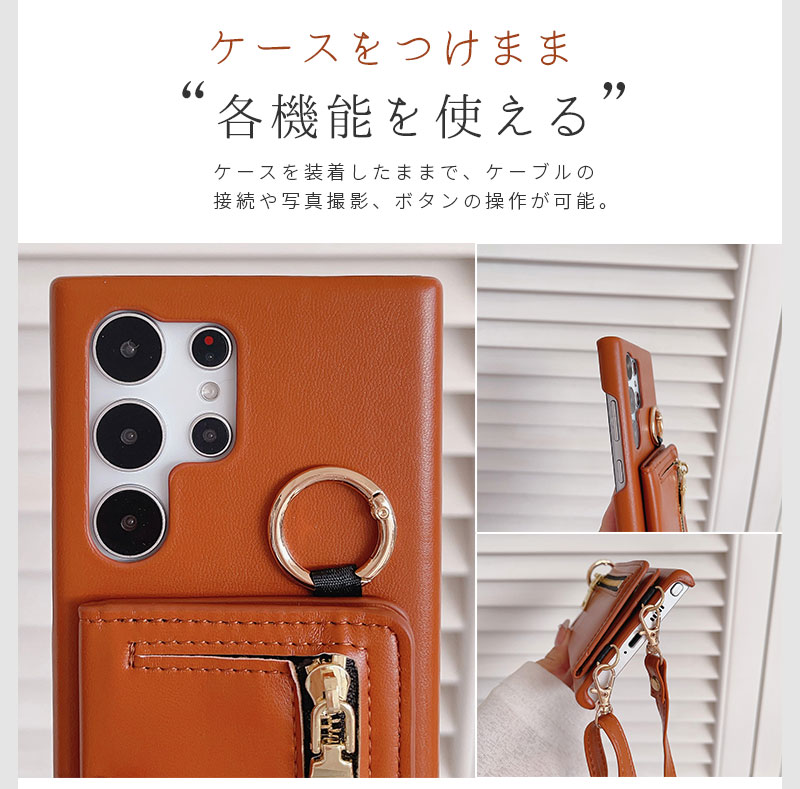 ケースをつけまま
“各機能を使える”
ケースを装着したままで、ケーブルの
接続や写真撮影、ボタンの操作が可能。